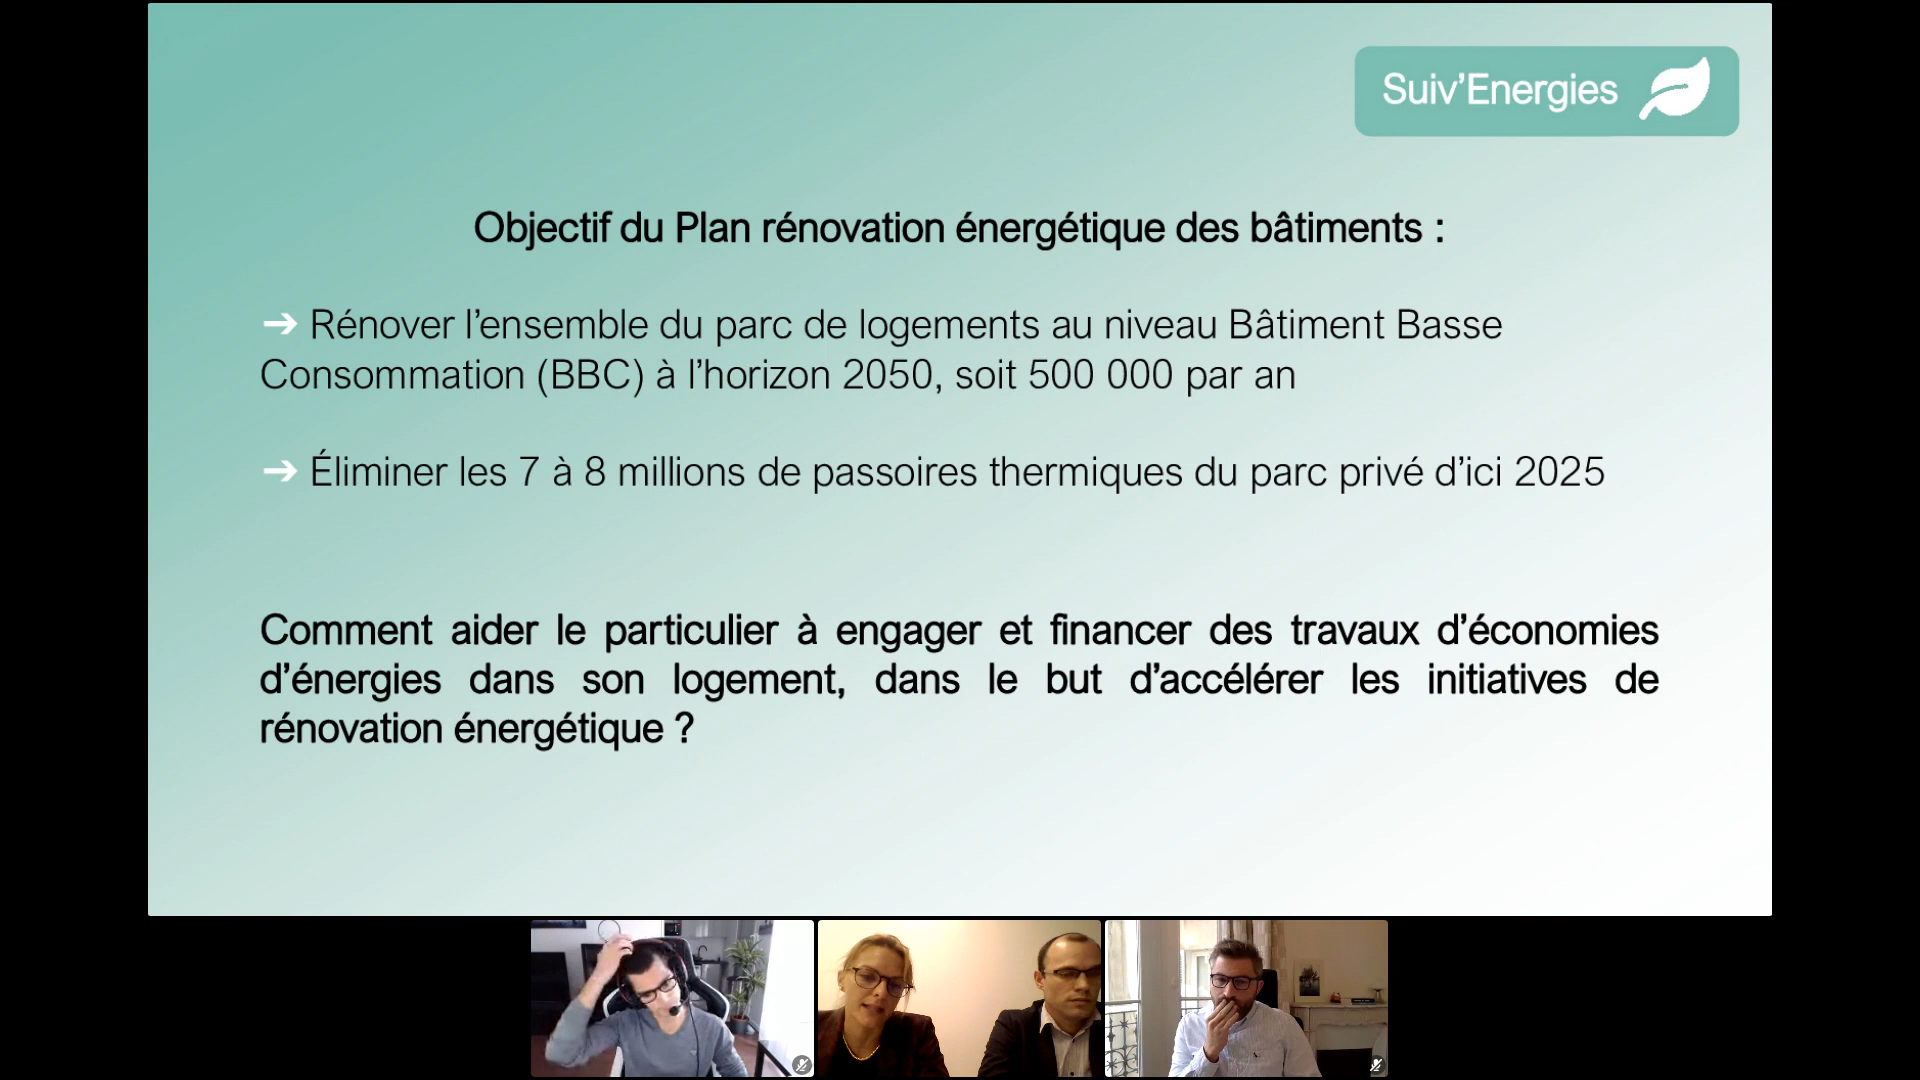 Suiv'Energies
Objectif du Plan rénovation énergétique des bâtiments :
➔ Rénover l'ensemble du parc de logements au niveau Bâtiment Basse
Consommation (BBC) à l'horizon 2050, soit 500 000 par an
➔ Éliminer les 7 à 8 millions de passoires thermiques du parc privé d'ici 2025
Comment aider le particulier à engager et financer des travaux d'économies
d'énergies dans son logement, dans le but d'accélérer les initiatives de
rénovation énergétique ?